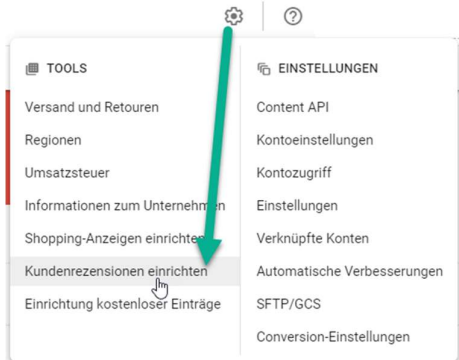 TOOLS
Versand und Retouren
Regionen
Umsatzsteuer
Informationen zum Unternehmen
Shopping-Anzeigen einrichten
Kundenrezensionen einrichten
Einrichtung kostenloser Einträge
EINSTELLUNGEN
Content API
Kontoeinstellungen
Kontozugriff
Einstellungen
Verknüpfte Konten
Automatische Verbesserungen
SFTP/GCS
Conversion-Einstellungen